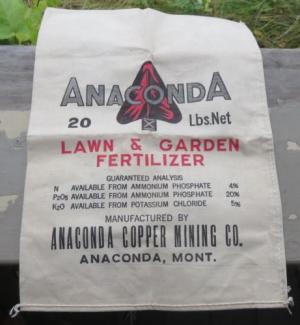 ANACONDA
20 Lbs.Net
LAWN & GARDEN
FERTILIZER
GUARANTEED ANALYSIS
N AVAILABLE FROM AMMONIUM PHOSPHATE 4%
P₂O₅ AVAILABLE FROM AMMONIUM PHOSPHATE 20%
K₂O AVAILABLE FROM POTASSIUM CHLORIDE 5%
MANUFACTURED BY
ANACONDA COPPER MINING CO.
ANACONDA, MONT.